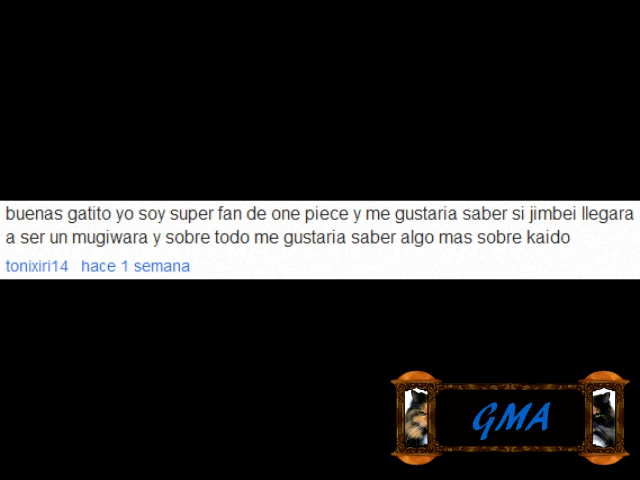 buenas gatito yo soy super fan de one piece y me gustaria saber si jimbei llegara
a ser un mugiwara y sobre todo me gustaria saber algo mas sobre kaido
tonixiri14 hace 1 semana
GMA